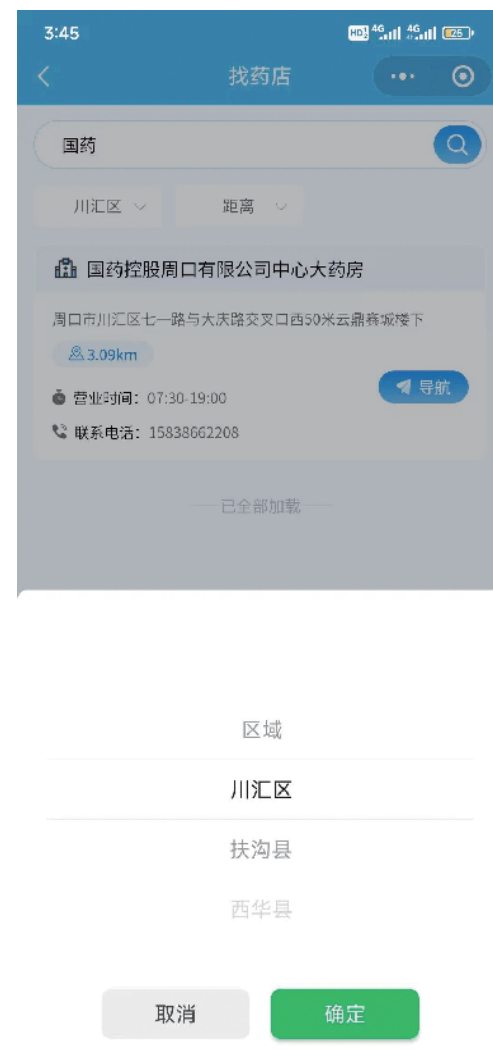 3:45
HD 4G 4G 25
找药店
国药
川汇区
距离
国药控股周口有限公司中心大药房
周口市川汇区七一路与大庆路交叉口西50米云鼎赛城楼下
3.09km
营业时间：07:30-19:00
导航
联系电话：15838662208
已全部加载
区域
川汇区
扶沟县
西华县
取消
确定